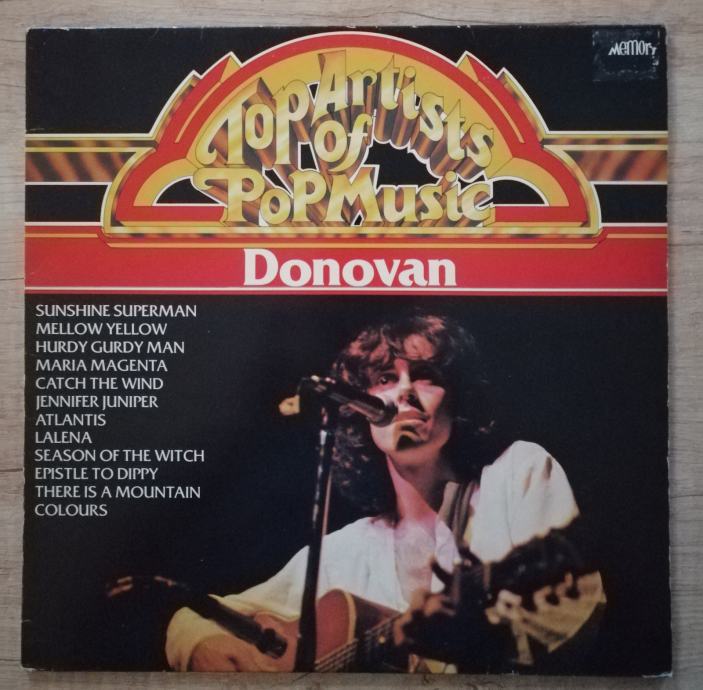 MEMORY
Top Artists
of
Pop Music
Donovan
SUNSHINE SUPERMAN
MELLOW YELLOW
HURDY GURDY MAN
MARIA MAGENTA
CATCH THE WIND
JENNIFER JUNIPER
ATLANTIS
LALENA
SEASON OF THE WITCH
EPISTLE TO DIPPY
THERE IS A MOUNTAIN
COLOURS